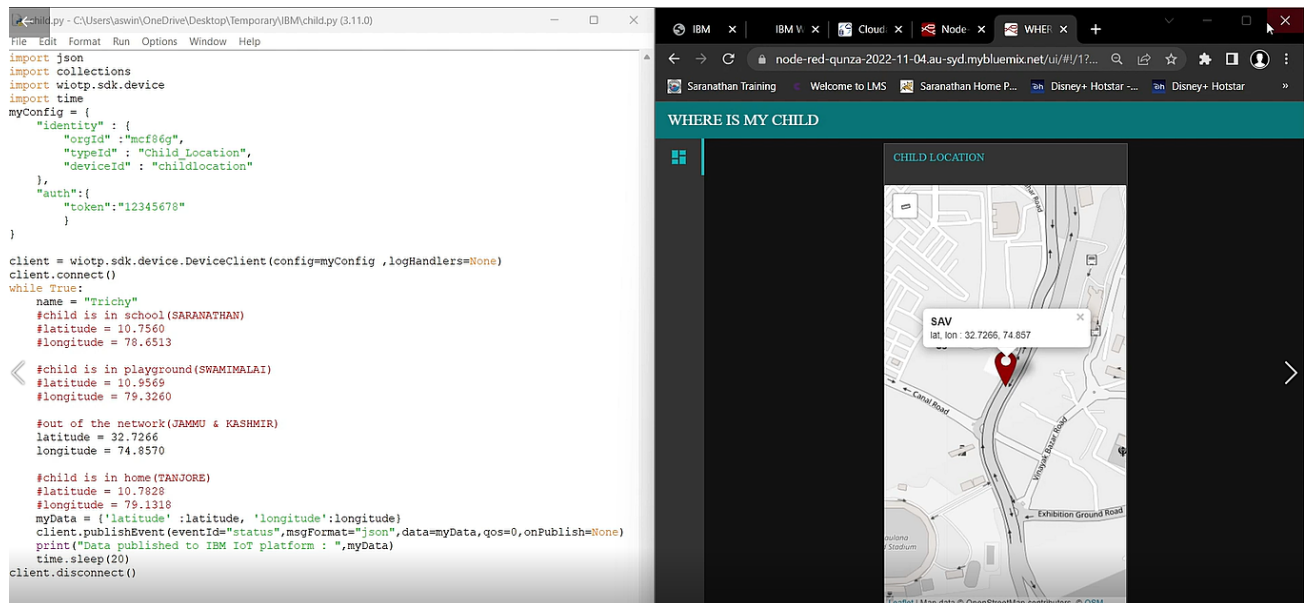 child.py - C:\Users\aswin\OneDrive\Desktop\Temporary\IBM\child.py (3.11.0)
File Edit Format Run Options Window Help
import json
import collections
import wiotp.sdk.device
import time
myConfig = {
    "identity" : {
        "orgId" :"mcf86g",
        "typeId" : "Child_Location",
        "deviceId" : "childlocation"
    },
    "auth":{
        "token":"12345678"
        }
}
client = wiotp.sdk.device.DeviceClient(config=myConfig ,logHandlers=None)
client.connect()
while True:
    name = "Trichy"
    #child is in school(SARANATHAN)
    #latitude = 10.7560
    #longitude = 78.6513
    #child is in playground(SWAMIMALAI)
    #latitude = 10.9569
    #longitude = 79.3260
    #out of the network(JAMMU & KASHMIR)
    latitude = 32.7266
    longitude = 74.8570
    #child is in home(TANJORE)
    #latitude = 10.7828
    #longitude = 79.1318
    myData = {'latitude' :latitude, 'longitude':longitude}
    client.publishEvent(eventId="status",msgFormat="json",data=myData,qos=0,onPublish=None)
    print("Data published to IBM IoT platform : ",myData)
    time.sleep(20)
client.disconnect()
IBM
IBM W
Cloud
Node-
WHER
node-red-qunza-2022-11-04.au-syd.mybluemix.net/ui/#!/1?...
Saranathan Training
Welcome to LMS
Saranathan Home P...
Disney+ Hotstar -...
Disney+ Hotstar
WHERE IS MY CHILD
CHILD LOCATION
SAV
lat, lon : 32.7266, 74.857
Canal Road
Vinayak Bazar Road
Exhibition Ground Road
Stadium
Leaflet | Map data © OpenStreetMap contributors, © OSM